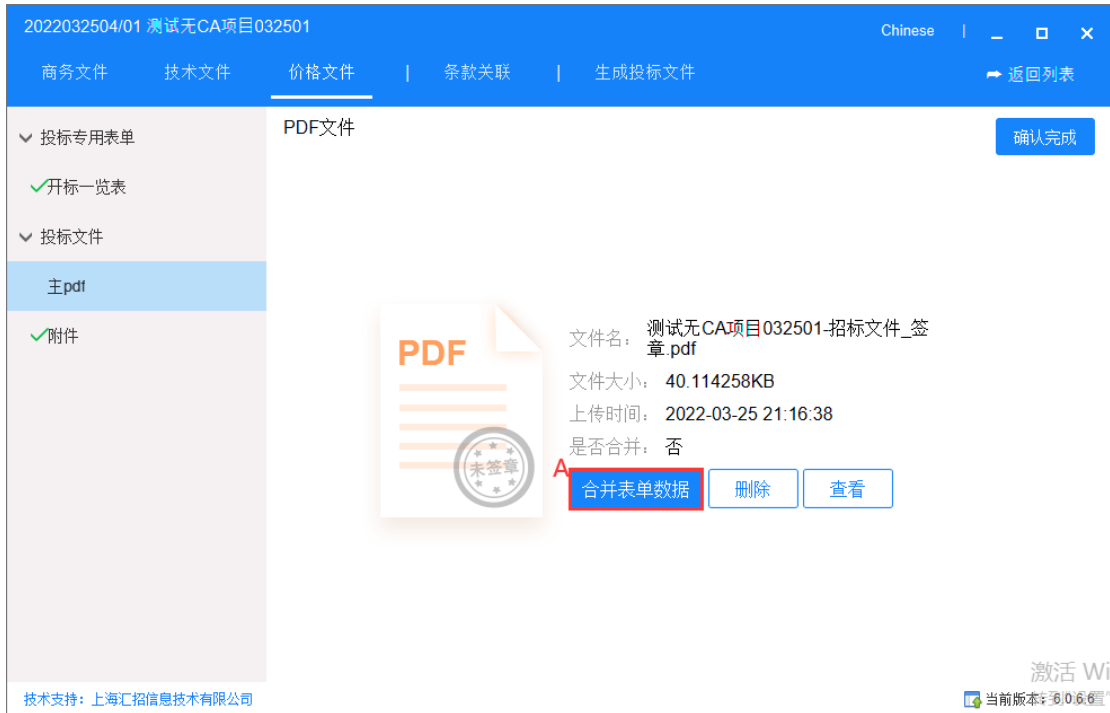 2022032504/01 测试无CA项目032501
Chinese | 
商务文件 技术文件 价格文件 | 条款关联 | 生成投标文件 返回列表
投标专用表单
开标一览表
投标文件
主pdf
附件
PDF文件
确认完成
PDF
未签章
文件名： 测试无CA项目032501-招标文件_签
章.pdf
文件大小： 40.114258KB
上传时间： 2022-03-25 21:16:38
是否合并： 否
A
合并表单数据 删除 查看
激活 Wi
技术支持：上海汇招信息技术有限公司
当前版本：6.0.6.6